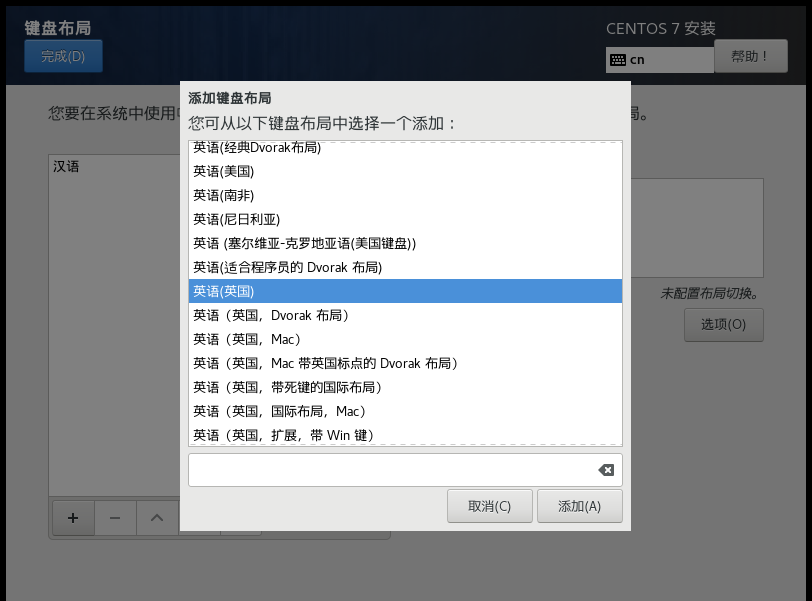 键盘布局
完成(D)
CENTOS 7 安装
cn
帮助！
您要在系统中使用
局。
汉语
添加键盘布局
您可从以下键盘布局中选择一个添加：
英语(经典Dvorak布局)
英语(美国)
英语(南非)
英语(尼日利亚)
英语 (塞尔维亚-克罗地亚语(美国键盘))
英语(适合程序员的 Dvorak 布局)
英语(英国)
英语（英国，Dvorak 布局）
英语（英国，Mac）
英语（英国，Mac 带英国标点的 Dvorak 布局）
英语（英国，带死键的国际布局）
英语（英国，国际布局，Mac）
英语（英国，扩展，带 Win 键）
未配置布局切换。
选项(O)
取消(C)
添加(A)